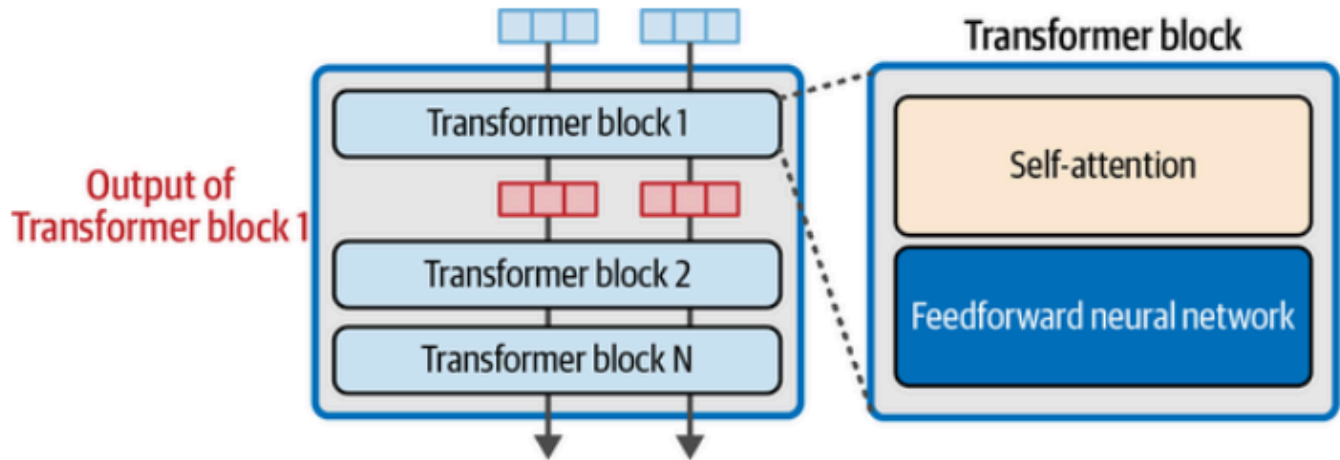 Transformer block
Transformer block 1
Self-attention
Output of
Transformer block 1
Transformer block 2
Feedforward neural network
Transformer block N